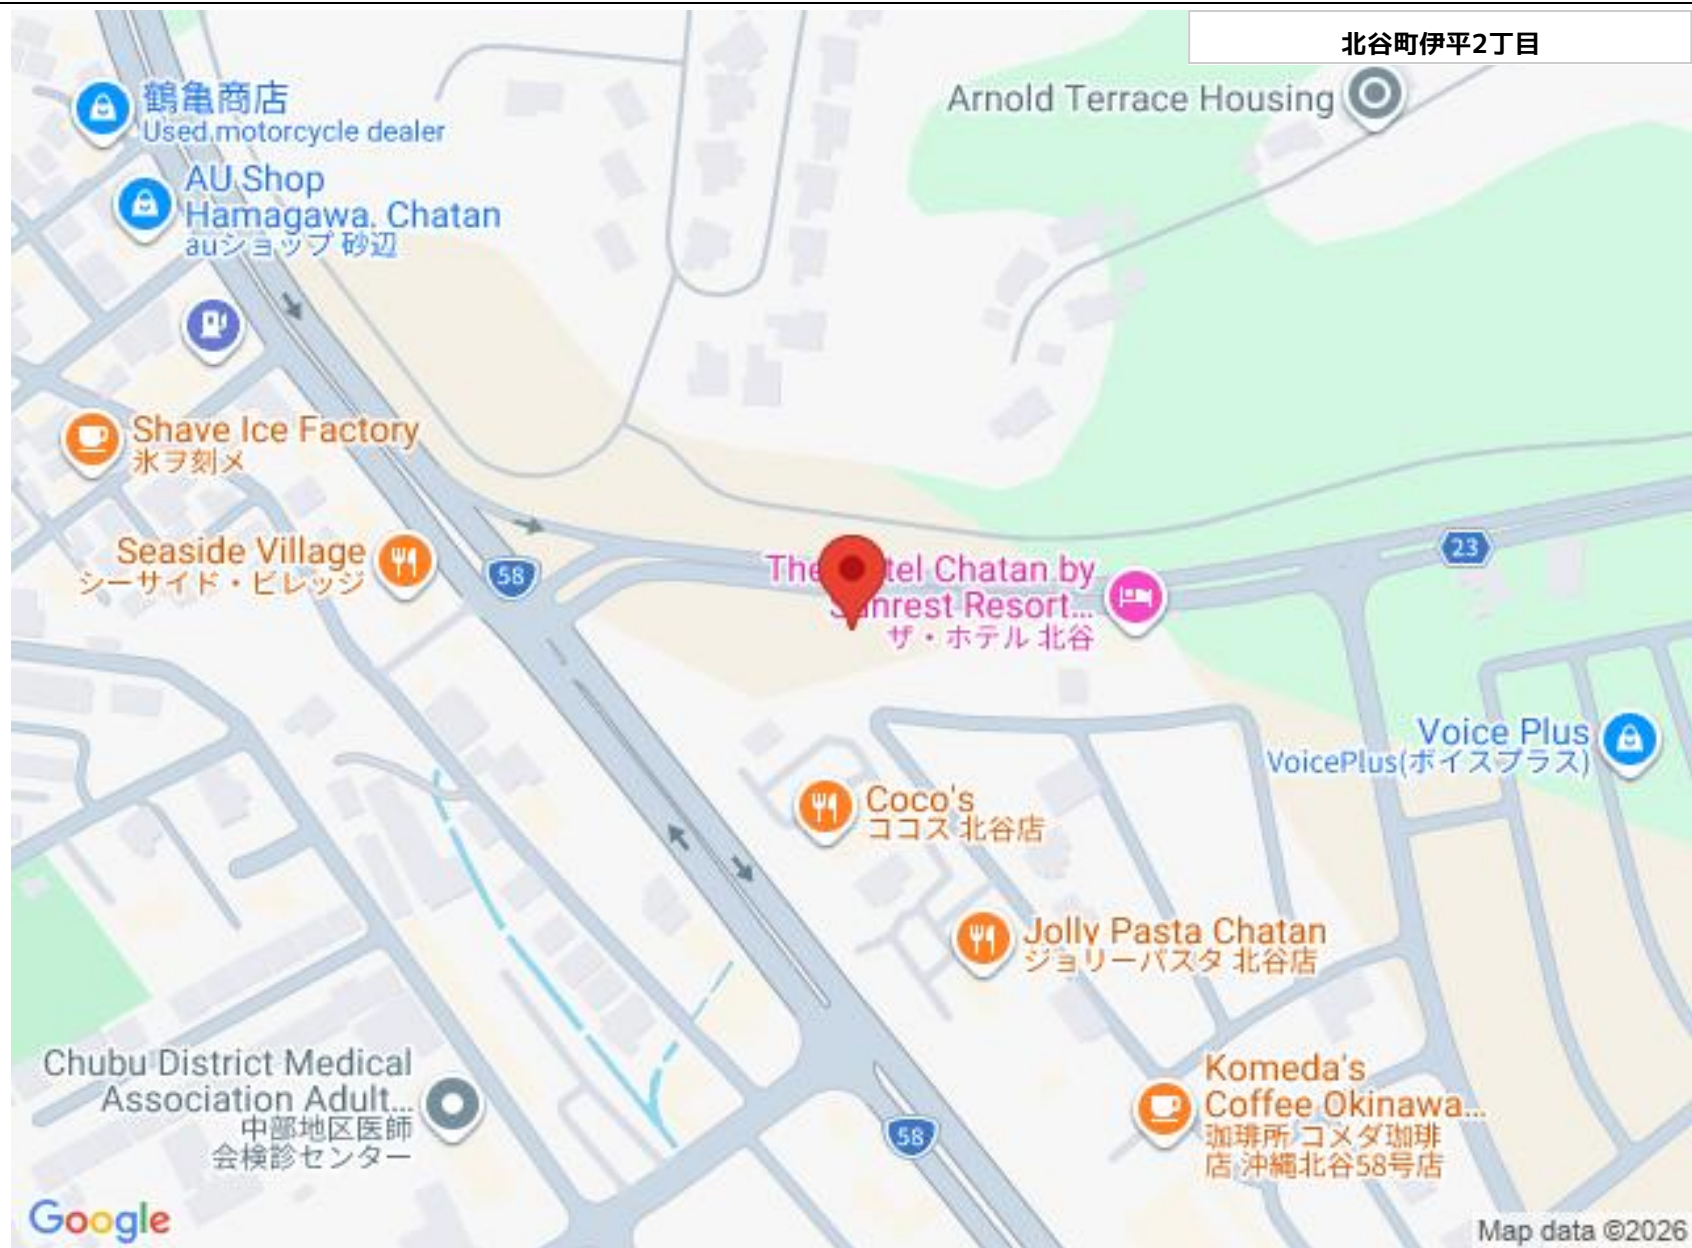 北谷町伊平2丁目
鶴亀商店
Used motorcycle dealer
Arnold Terrace Housing
AU Shop
Hamagawa. Chatan
auショップ 砂辺
Shave Ice Factory
氷ヲ刻メ
Seaside Village
シーサイド・ビレッジ
58
23
The tel Chatan by
Sunrest Resort...
ザ・ホテル 北谷
Voice Plus
VoicePlus(ボイスプラス)
Coco's
ココス 北谷店
Jolly Pasta Chatan
ジョリーパスタ 北谷店
Chubu District Medical
Association Adult...
中部地区医師
会検診センター
Komeda's
Coffee Okinawa...
珈琲所 コメダ珈琲
店 沖縄北谷58号店
58
Google
Map data ©2026